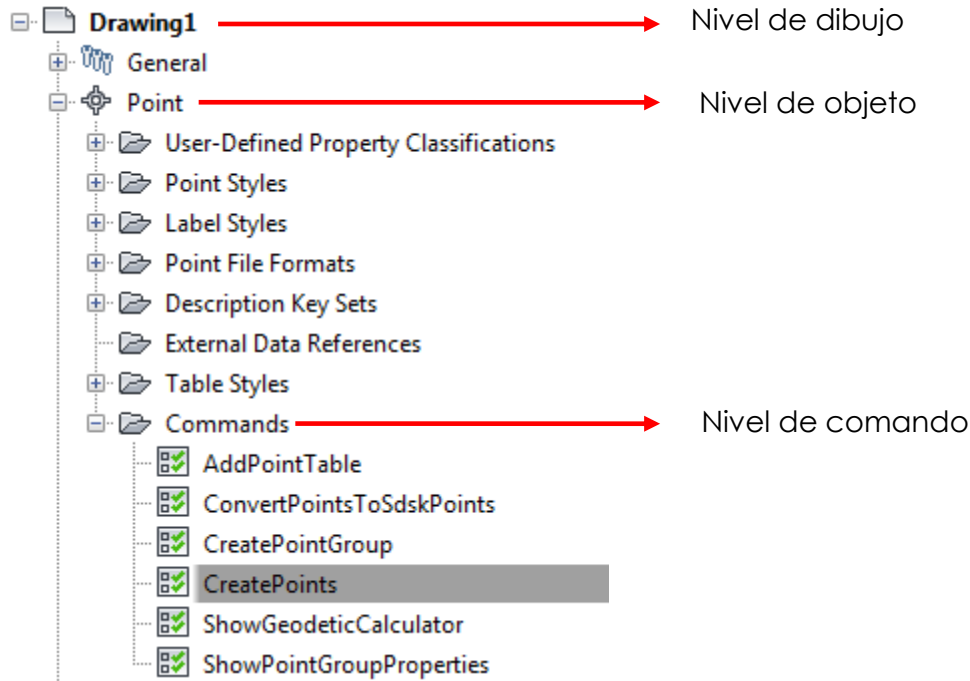 Drawing1 Nivel de dibujo
General
Point Nivel de objeto
User-Defined Property Classifications
Point Styles
Label Styles
Point File Formats
Description Key Sets
External Data References
Table Styles
Commands Nivel de comando
AddPointTable
ConvertPointsToSdskPoints
CreatePointGroup
CreatePoints
ShowGeodeticCalculator
ShowPointGroupProperties